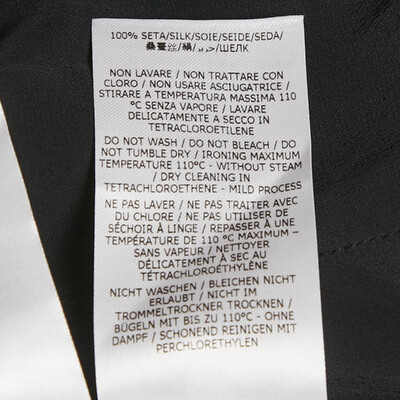 100% SETA/SILK/SOIE/SEIDE/SEDA/
桑蚕丝/絹/حرير/ШЕЛК
NON LAVARE / NON TRATTARE CON
CLORO / NON USARE ASCIUGATRICE /
STIRARE A TEMPERATURA MASSIMA 110
°C SENZA VAPORE / LAVARE
DELICATAMENTE A SECCO IN
TETRACLOROETILENE
DO NOT WASH / DO NOT BLEACH / DO
NOT TUMBLE DRY / IRONING MAXIMUM
TEMPERATURE 110°C - WITHOUT STEAM
/ DRY CLEANING IN
TETRACHLOROETHENE - MILD PROCESS
NE PAS LAVER / NE PAS TRAITER AVEC
DU CHLORE / NE PAS UTILISER DE
SÉCHOIR À LINGE / REPASSER À UNE
TEMPÉRATURE DE 110 °C MAXIMUM –
SANS VAPEUR / NETTOYER
DÉLICATEMENT À SEC AU
TÉTRACHLOROÉTHYLÈNE
NICHT WASCHEN / BLEICHEN NICHT
ERLAUBT / NICHT IM
TROMMELTROCKNER TROCKNEN /
BÜGELN MIT BIS ZU 110°C - OHNE
DAMPF / SCHONEND REINIGEN MIT
PERCHLORETHYLEN